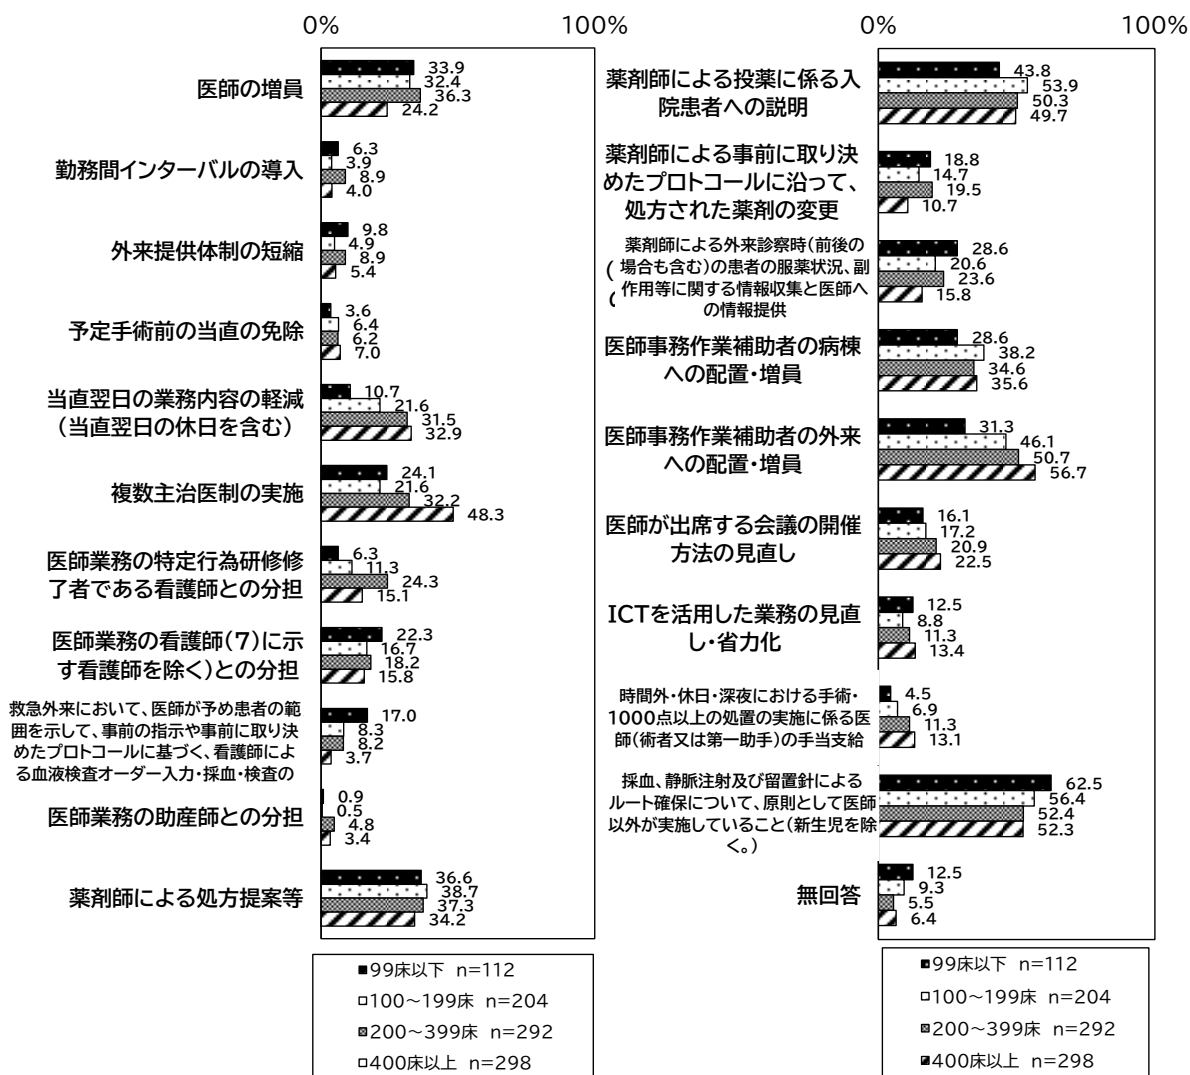 0%
100%
医師の増員
33.9
32.4
36.3
24.2
勤務間インターバルの導入
6.3
3.9
8.9
4.0
外来提供体制の短縮
9.8
4.9
8.9
5.4
予定手術前の当直の免除
3.6
6.4
6.2
7.0
当直翌日の業務内容の軽減
（当直翌日の休日を含む）
10.7
21.6
31.5
32.9
複数主治医制の実施
24.1
21.6
32.2
48.3
医師業務の特定行為研修修
了者である看護師との分担
6.3
11.3
24.3
15.1
医師業務の看護師（7）に示
す看護師を除く）との分担
22.3
16.7
18.2
15.8
救急外来において、医師が予め患者の範
囲を示して、事前の指示や事前に取り決
めたプロトコールに基づく、看護師によ
る血液検査オーダー入力・採血・検査の
17.0
8.3
8.2
3.7
医師業務の助産師との分担
0.9
0.5
4.8
3.4
薬剤師による処方提案等
36.6
38.7
37.3
34.2
■99床以下 n=112
□100～199床 n=204
200～399床 n=292
□400床以上 n=298
0%
100%
薬剤師による投薬に係る入
院患者への説明
43.8
53.9
50.3
49.7
薬剤師による事前に取り決
めたプロトコールに沿って、
処方された薬剤の変更
18.8
14.7
19.5
10.7
薬剤師による外来診察時（前後の
場合も含む）の患者の服薬状況、副
作用等に関する情報収集と医師へ
の情報提供
28.6
20.6
23.6
15.8
医師事務作業補助者の病棟
への配置・増員
28.6
38.2
34.6
35.6
医師事務作業補助者の外来
への配置・増員
31.3
46.1
50.7
56.7
医師が出席する会議の開催
方法の見直し
16.1
17.2
20.9
22.5
ICTを活用した業務の見直
し・省力化
12.5
8.8
11.3
13.4
時間外・休日・深夜における手術・
1000点以上の処置の実施に係る医
師（術者又は第一助手）の手当支給
4.5
6.9
11.3
13.1
採血、静脈注射及び留置針による
ルート確保について、原則として医師
以外が実施していること（新生児を除
く。）
62.5
56.4
52.4
52.3
無回答
12.5
9.3
5.5
6.4
■99床以下 n=112
□100～199床 n=204
200～399床 n=292
400床以上 n=298